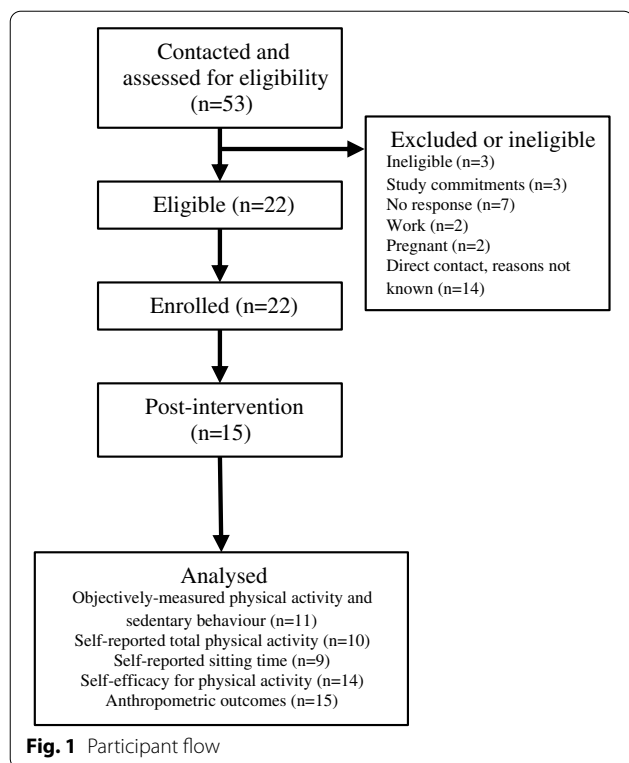 Contacted and
assessed for eligibility
(n=53)
Excluded or ineligible
Ineligible (n=3)
Study commitments (n=3)
No response (n=7)
Work (n=2)
Pregnant (n=2)
Direct contact, reasons not
known (n=14)
Eligible (n=22)
Enrolled (n=22)
Post-intervention
(n=15)
Analysed
Objectively-measured physical activity and
sedentary behaviour (n=11)
Self-reported total physical activity (n=10)
Self-reported sitting time (n=9)
Self-efficacy for physical activity (n=14)
Anthropometric outcomes (n=15)
Fig. 1 Participant flow